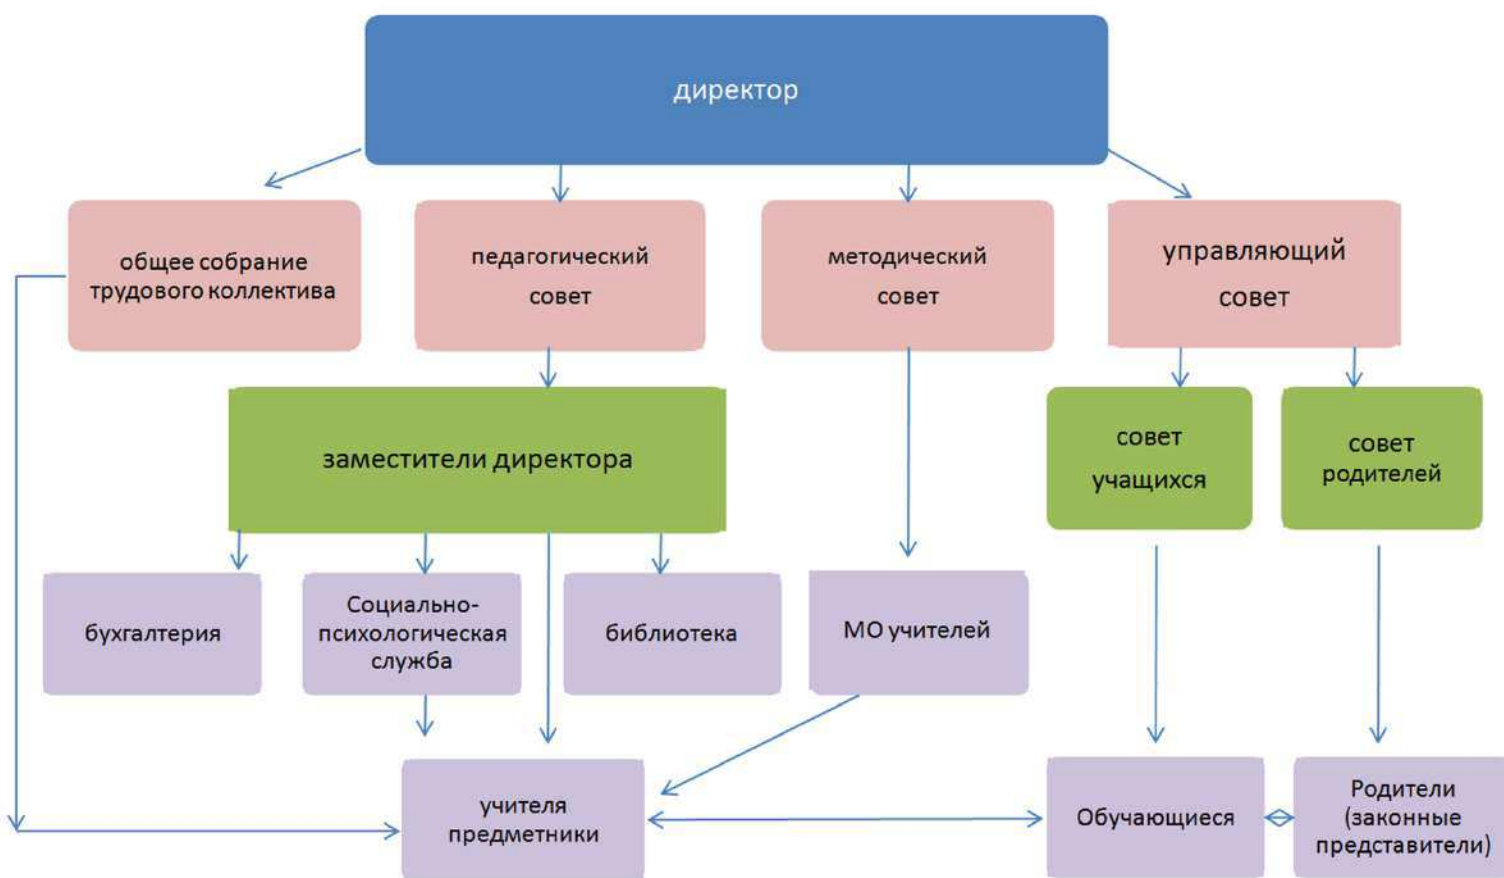 директор
общее собрание
трудового коллектива
педагогический
совет
методический
совет
управляющий
совет
заместители директора
совет
учащихся
совет
родителей
бухгалтерия
Социально-
психологическая
служба
библиотека
МО учителей
учителя
предметники
Обучающиеся
Родители
(законные
представители)